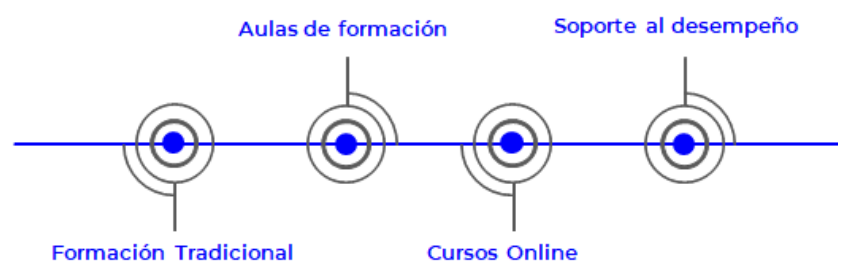 Aulas de formación
Soporte al desempeño
Formación Tradicional
Cursos Online